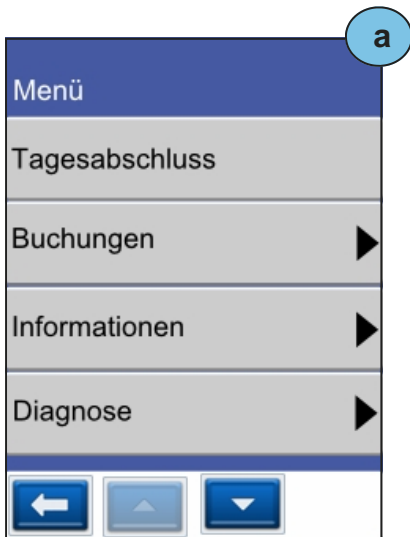 a
Menü
Tagesabschluss
Buchungen
Informationen
Diagnose